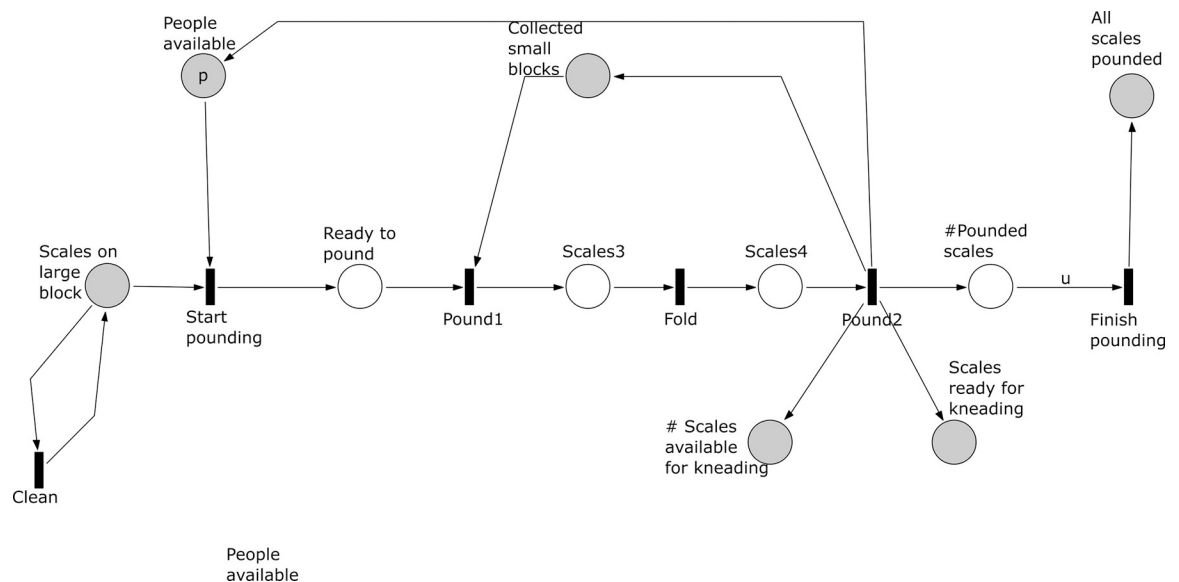 People
available
p
Collected
small
blocks
All
scales
pounded
Scales on
large
block
Start
pounding
Ready to
pound
Pound1
Scales3
Fold
Scales4
Pound2
#Pounded
scales
u
Finish
pounding
# Scales
available
for kneading
Scales
ready for
kneading
Clean
People
available